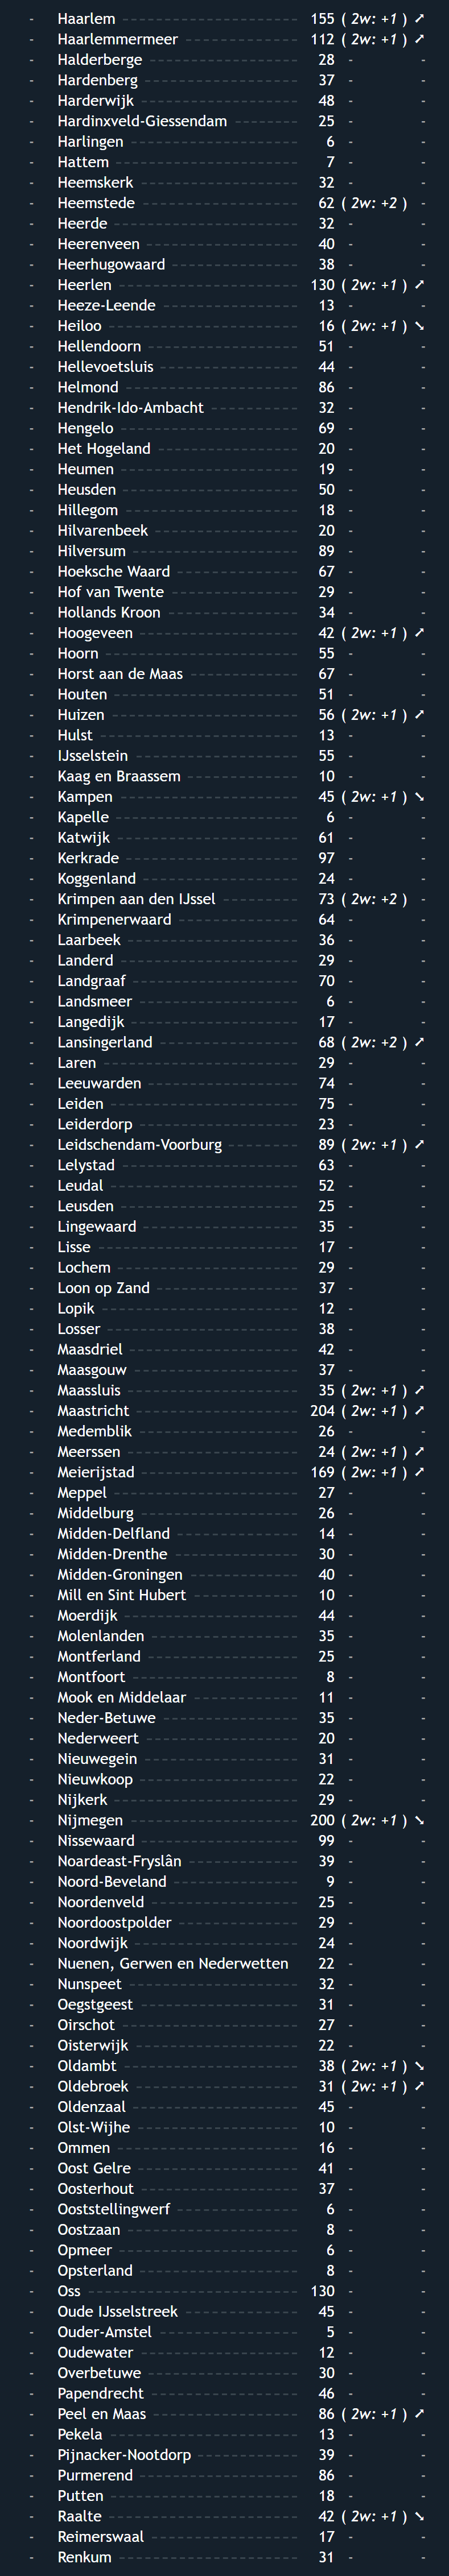 - Haarlem 155 ( 2w: +1 ) ↗
- Haarlemmermeer 112 ( 2w: +1 ) ↗
- Halderberge 28 - -
- Hardenberg 37 - -
- Harderwijk 48 - -
- Hardinxveld-Giessendam 25 - -
- Harlingen 6 - -
- Hattem 7 - -
- Heemskerk 32 - -
- Heemstede 62 ( 2w: +2 ) -
- Heerde 32 - -
- Heerenveen 40 - -
- Heerhugowaard 38 - -
- Heerlen 130 ( 2w: +1 ) ↗
- Heeze-Leende 13 - -
- Heiloo 16 ( 2w: +1 ) ↘
- Hellendoorn 51 - -
- Hellevoetsluis 44 - -
- Helmond 86 - -
- Hendrik-Ido-Ambacht 32 - -
- Hengelo 69 - -
- Het Hogeland 20 - -
- Heumen 19 - -
- Heusden 50 - -
- Hillegom 18 - -
- Hilvarenbeek 20 - -
- Hilversum 89 - -
- Hoeksche Waard 67 - -
- Hof van Twente 29 - -
- Hollands Kroon 34 - -
- Hoogeveen 42 ( 2w: +1 ) ↗
- Hoorn 55 - -
- Horst aan de Maas 67 - -
- Houten 51 - -
- Huizen 56 ( 2w: +1 ) ↗
- Hulst 13 - -
- IJsselstein 55 - -
- Kaag en Braassem 10 - -
- Kampen 45 ( 2w: +1 ) ↘
- Kapelle 6 - -
- Katwijk 61 - -
- Kerkrade 97 - -
- Koggenland 24 - -
- Krimpen aan den IJssel 73 ( 2w: +2 ) -
- Krimpenerwaard 64 - -
- Laarbeek 36 - -
- Landerd 29 - -
- Landgraaf 70 - -
- Landsmeer 6 - -
- Langedijk 17 - -
- Lansingerland 68 ( 2w: +2 ) ↗
- Laren 29 - -
- Leeuwarden 74 - -
- Leiden 75 - -
- Leiderdorp 23 - -
- Leidschendam-Voorburg 89 ( 2w: +1 ) ↗
- Lelystad 63 - -
- Leudal 52 - -
- Leusden 25 - -
- Lingewaard 35 - -
- Lisse 17 - -
- Lochem 29 - -
- Loon op Zand 37 - -
- Lopik 12 - -
- Losser 38 - -
- Maasdriel 42 - -
- Maasgouw 37 - -
- Maassluis 35 ( 2w: +1 ) ↗
- Maastricht 204 ( 2w: +1 ) ↗
- Medemblik 26 - -
- Meerssen 24 ( 2w: +1 ) ↗
- Meierijstad 169 ( 2w: +1 ) ↗
- Meppel 27 - -
- Middelburg 26 - -
- Midden-Delfland 14 - -
- Midden-Drenthe 30 - -
- Midden-Groningen 40 - -
- Mill en Sint Hubert 10 - -
- Moerdijk 44 - -
- Molenlanden 35 - -
- Montferland 25 - -
- Montfoort 8 - -
- Mook en Middelaar 11 - -
- Neder-Betuwe 35 - -
- Nederweert 20 - -
- Nieuwegein 31 - -
- Nieuwkoop 22 - -
- Nijkerk 29 - -
- Nijmegen 200 ( 2w: +1 ) ↘
- Nissewaard 99 - -
- Noardeast-Fryslân 39 - -
- Noord-Beveland 9 - -
- Noordenveld 25 - -
- Noordoostpolder 29 - -
- Noordwijk 24 - -
- Nuenen, Gerwen en Nederwetten 22 - -
- Nunspeet 32 - -
- Oegstgeest 31 - -
- Oirschot 27 - -
- Oisterwijk 22 - -
- Oldambt 38 ( 2w: +1 ) ↘
- Oldebroek 31 ( 2w: +1 ) ↗
- Oldenzaal 45 - -
- Olst-Wijhe 10 - -
- Ommen 16 - -
- Oost Gelre 41 - -
- Oosterhout 37 - -
- Ooststellingwerf 6 - -
- Oostzaan 8 - -
- Opmeer 6 - -
- Opsterland 8 - -
- Oss 130 - -
- Oude IJsselstreek 45 - -
- Ouder-Amstel 5 - -
- Oudewater 12 - -
- Overbetuwe 30 - -
- Papendrecht 46 - -
- Peel en Maas 86 ( 2w: +1 ) ↗
- Pekela 13 - -
- Pijnacker-Nootdorp 39 - -
- Purmerend 86 - -
- Putten 18 - -
- Raalte 42 ( 2w: +1 ) ↘
- Reimerswaal 17 - -
- Renkum 31 - -